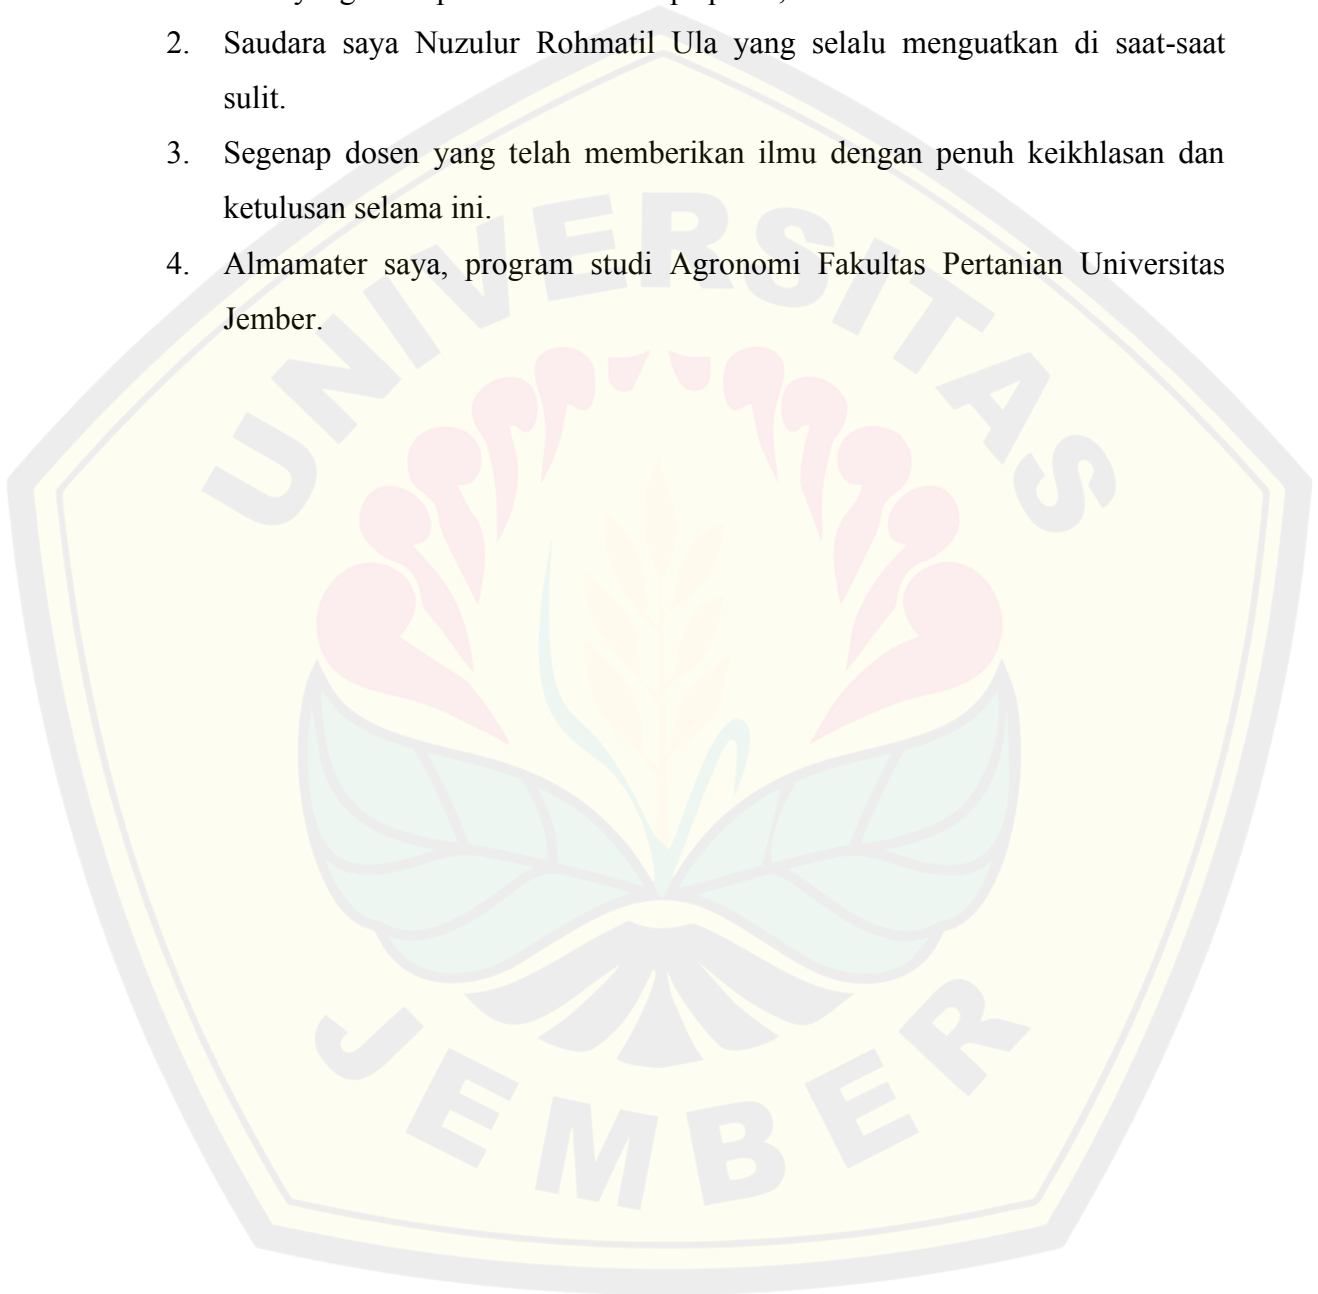 2. Saudara saya Nuzulur Rohmatil Ula yang selalu menguatkan di saat-saat
sulit.
3. Segenap dosen yang telah memberikan ilmu dengan penuh keikhlasan dan
ketulusan selama ini.
4. Almamater saya, program studi Agronomi Fakultas Pertanian Universitas
Jember.
UNIVERSITAS
JEMBER